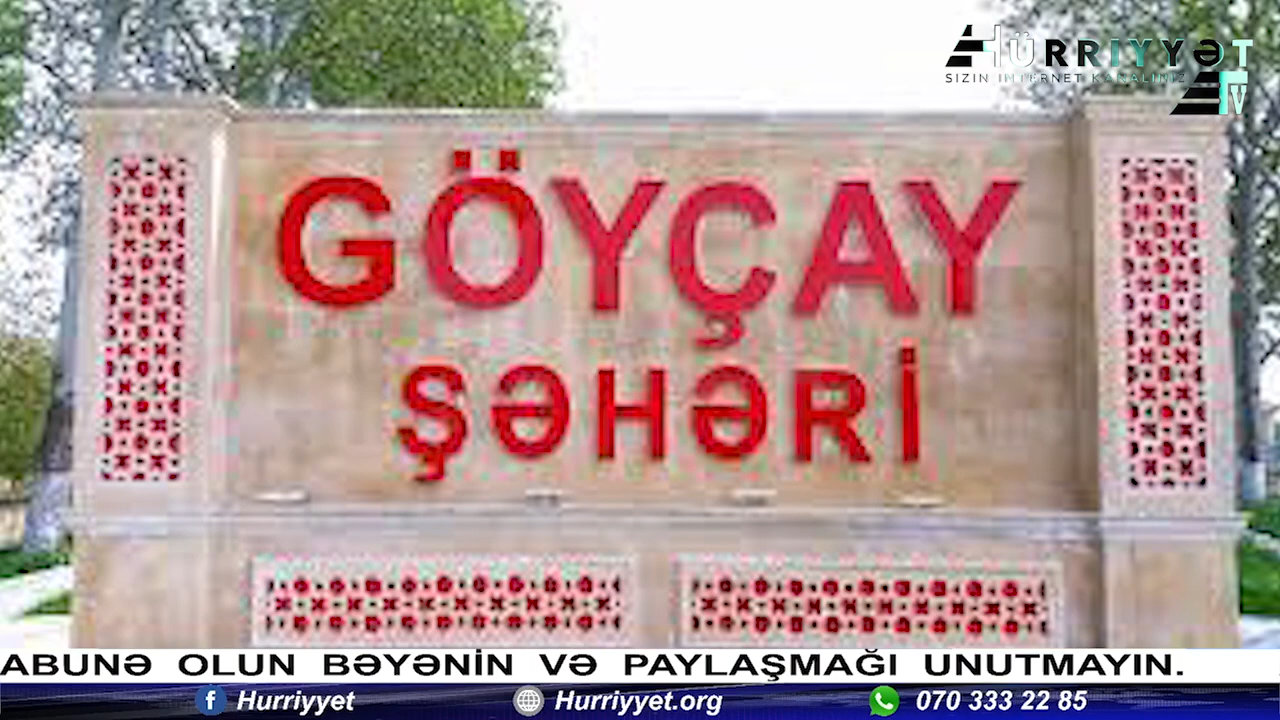 HÜRRIYYƏT
SIZIN INTERNET KANALINIZ
TV
GÖYÇAY
ŞƏHƏRİ
ABUNƏ OLUN BƏYƏNİN VƏ PAYLAŞMAĞI UNUTMAYIN.
Hurriyyet Hurriyyet.org 070 333 22 85